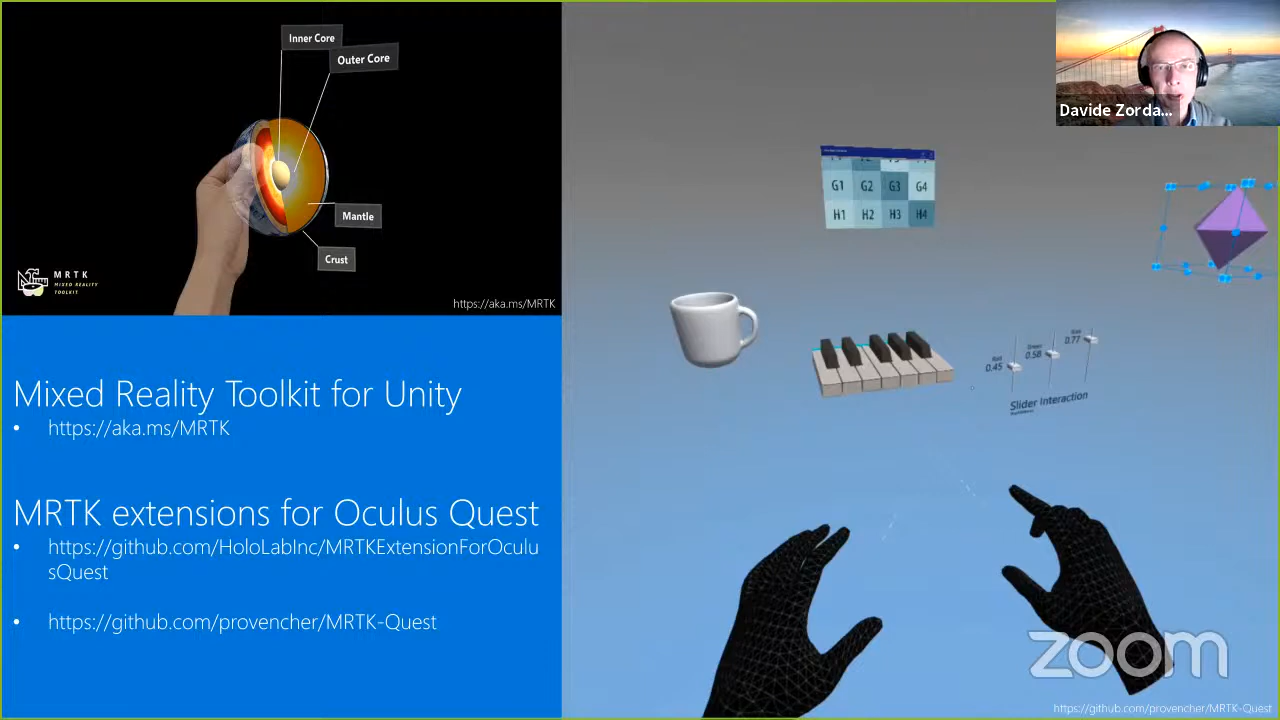 Inner Core
Outer Core
Mantle
Crust
MRTK
MIXED REALITY
TOOLKIT
https://aka.ms/MRTK
Mixed Reality Toolkit for Unity
• https://aka.ms/MRTK
MRTK extensions for Oculus Quest
• https://github.com/HoloLabInc/MRTKExtensionForOculu
sQuest
• https://github.com/provencher/MRTK-Quest
Davide Zorda...
G1 G2 G3 G4
H1 H2 H3 H4
0.45
0.58
0.77
Slider Interaction
zoom
https://github.com/provencher/MRTK-Quest